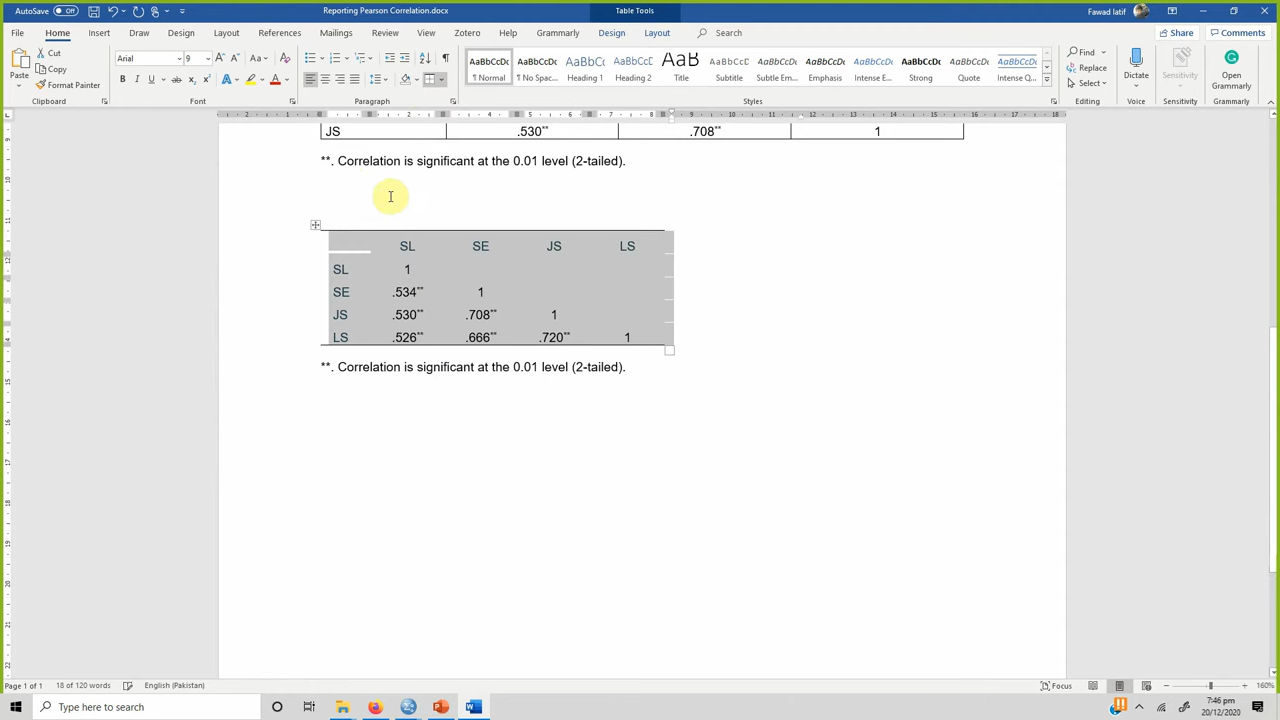 AutoSave Off
Reporting Pearson Correlation.docx
Table Tools
Fawad latif
File Home Insert Draw Design Layout References Mailings Review View Zotero Help Grammarly Design Layout Search Share Comments
Paste
Cut
Copy
Format Painter
Arial 9
AaBbCcDc AaBbCcDc AaBbCc AaBbCcC AaB AaBbCcC AaBbCcDc AaBbCcDc AaBbCcDc AaBbCcDc AaBbCcDc AaBbCcDc
¶ Normal ¶ No Spac... Heading 1 Heading 2 Title Subtitle Subtle Em... Emphasis Intense E... Strong Quote Intense Q...
Find
Replace
Select
Dictate
Sensitivity
Open Grammarly
Clipboard Font Paragraph Styles Editing Voice Sensitivity Grammarly
JS .530** .708** 1
**. Correlation is significant at the 0.01 level (2-tailed).
SL SE JS LS
SL 1
SE .534** 1
JS .530** .708** 1
LS .526** .666** .720** 1
**. Correlation is significant at the 0.01 level (2-tailed).
Page 1 of 1 18 of 120 words English (Pakistan) Focus 160%
Type here to search
7:46 pm
20/12/2020